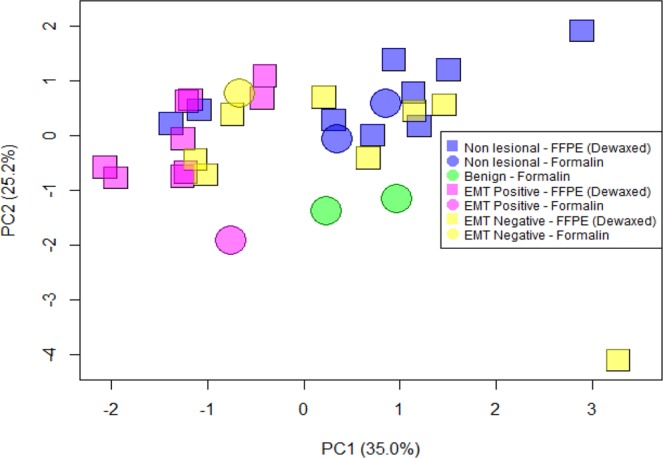 2
1
0
-1
-2
-3
-4
PC2 (25.2%)
Non lesional - FFPE (Dewaxed)
Non lesional - Formalin
Benign - Formalin
EMT Positive - FFPE (Dewaxed)
EMT Positive - Formalin
EMT Negative - FFPE (Dewaxed)
EMT Negative - Formalin
-2 -1 0 1 2 3
PC1 (35.0%)